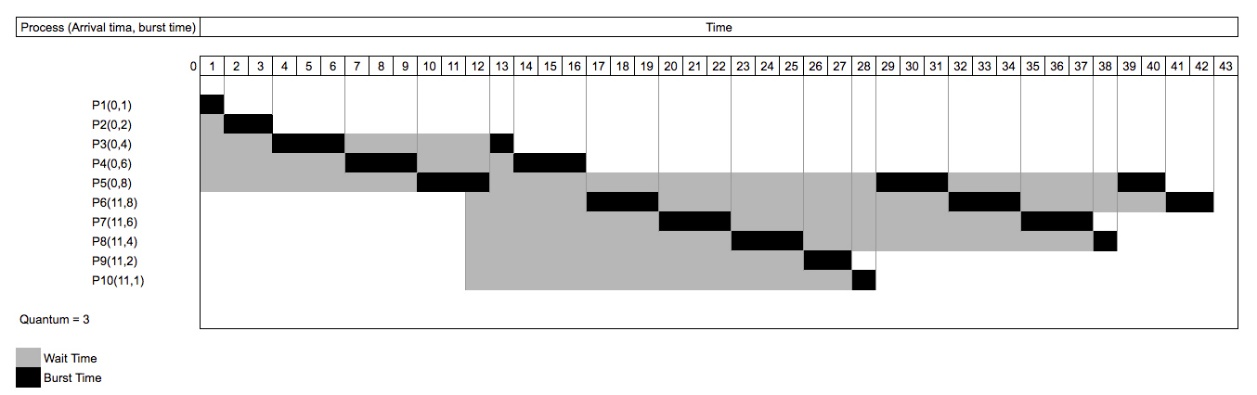 Process (Arrival tima, burst time) Time
0 1 2 3 4 5 6 7 8 9 10 11 12 13 14 15 16 17 18 19 20 21 22 23 24 25 26 27 28 29 30 31 32 33 34 35 36 37 38 39 40 41 42 43
P1(0,1)
P2(0,2)
P3(0,4)
P4(0,6)
P5(0,8)
P6(11,8)
P7(11,6)
P8(11,4)
P9(11,2)
P10(11,1)
Quantum = 3
Wait Time
Burst Time